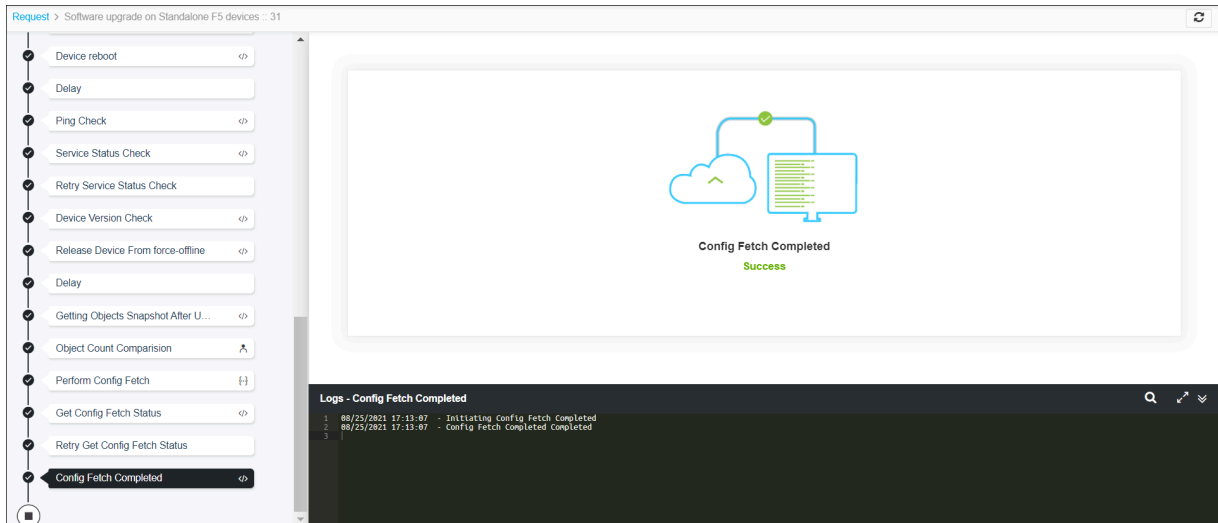 Request > Software upgrade on Standalone F5 devices :: 31
Device reboot </>
Delay
Ping Check </>
Service Status Check </>
Retry Service Status Check
Device Version Check </>
Release Device From force-offline </>
Delay
Getting Objects Snapshot After U... </>
Object Count Comparision
Perform Config Fetch
Get Config Fetch Status </>
Retry Get Config Fetch Status
Config Fetch Completed </>
Config Fetch Completed
Success
Logs - Config Fetch Completed
1 08/25/2021 17:13:07 - Initiating Config Fetch Completed
2 08/25/2021 17:13:07 - Config Fetch Completed Completed
3